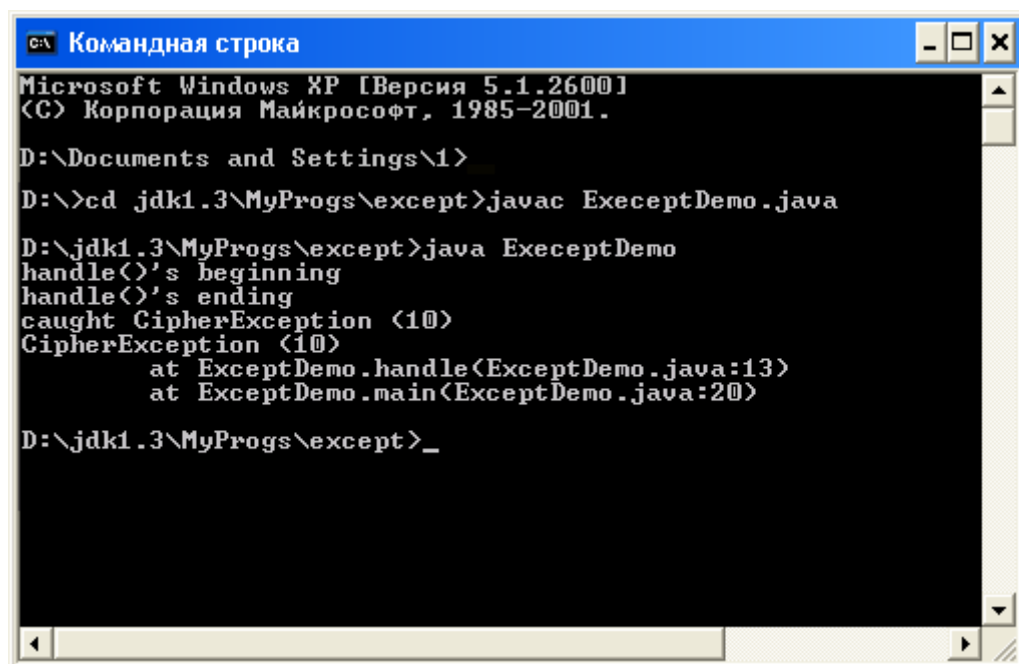 Командная строка
Microsoft Windows XP [Версия 5.1.2600]
(C) Корпорация Майкрософт, 1985-2001.
D:\Documents and Settings\1>
D:\>cd jdk1.3\MyProgs\except>javac ExeceptDemo.java
D:\jdk1.3\MyProgs\except>java ExeceptDemo
handle()'s beginning
handle()'s ending
caught CipherException (10)
CipherException (10)
at ExceptDemo.handle(ExceptDemo.java:13)
at ExceptDemo.main(ExceptDemo.java:20)
D:\jdk1.3\MyProgs\except>_